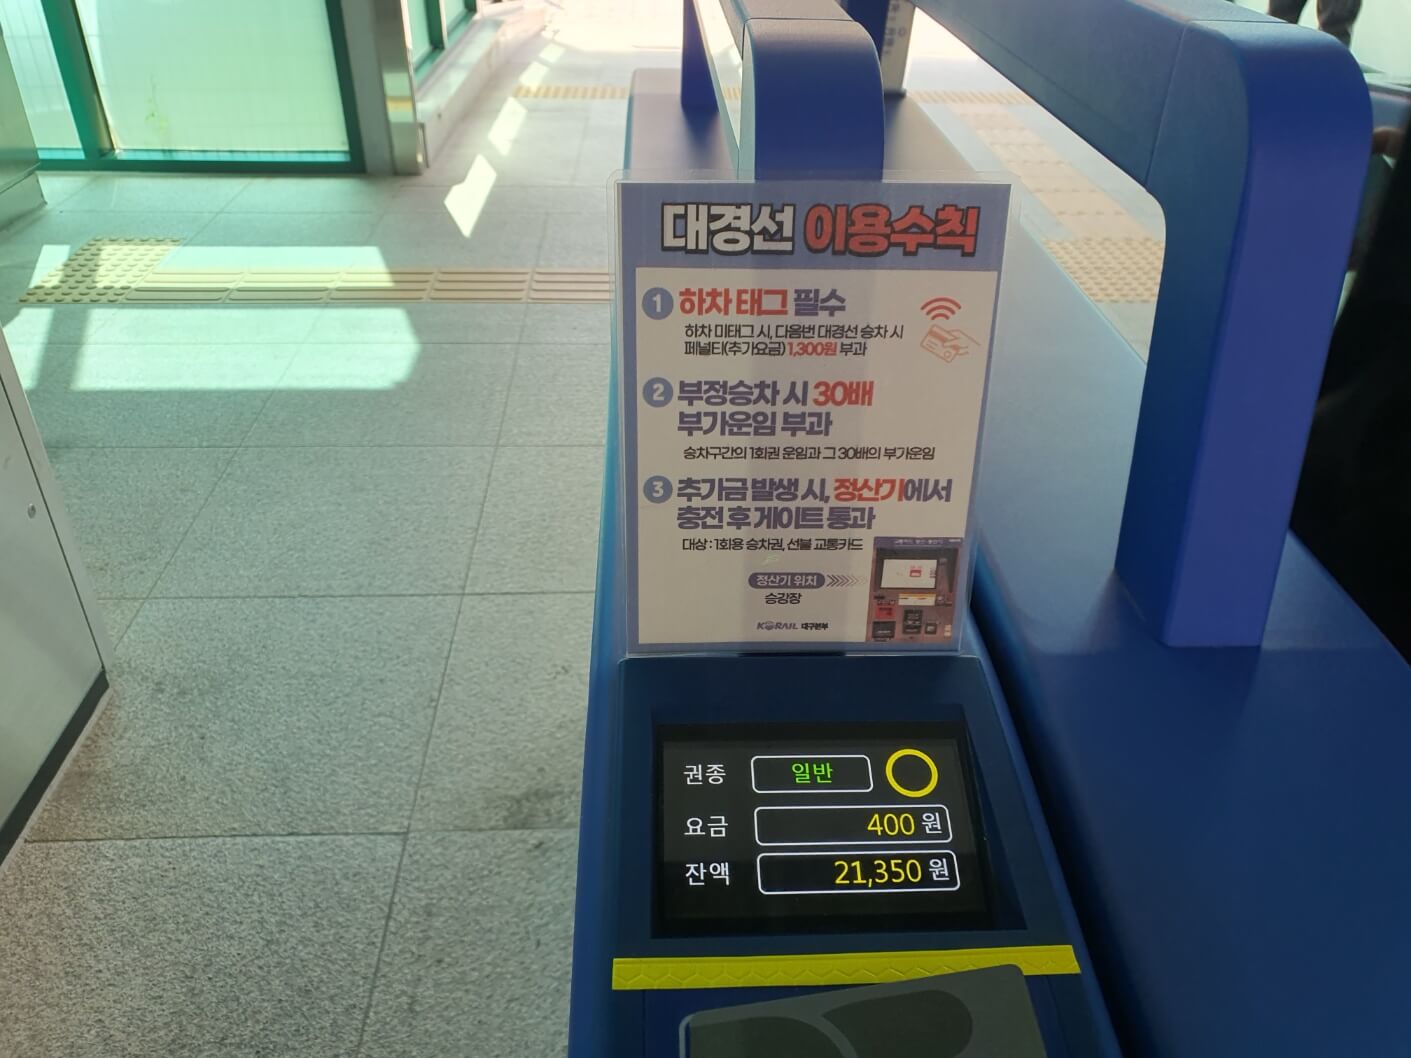 대경선 이용수칙
1 하차 태그 필수
하차 미태그 시, 다음번 대경선 승차 시
페널티(추가요금) 1,300원 부과
2 부정승차 시 30배
부가운임 부과
승차구간의 1회권 운임과 그 30배의 부가운임
3 추가금 발생 시, 정산기에서
충전 후 게이트 통과
대상 : 1회용 승차권, 선불 교통카드
정산기 위치
승강장
KORAIL 대구본부
권종 일반
요금 400 원
잔액 21,350 원